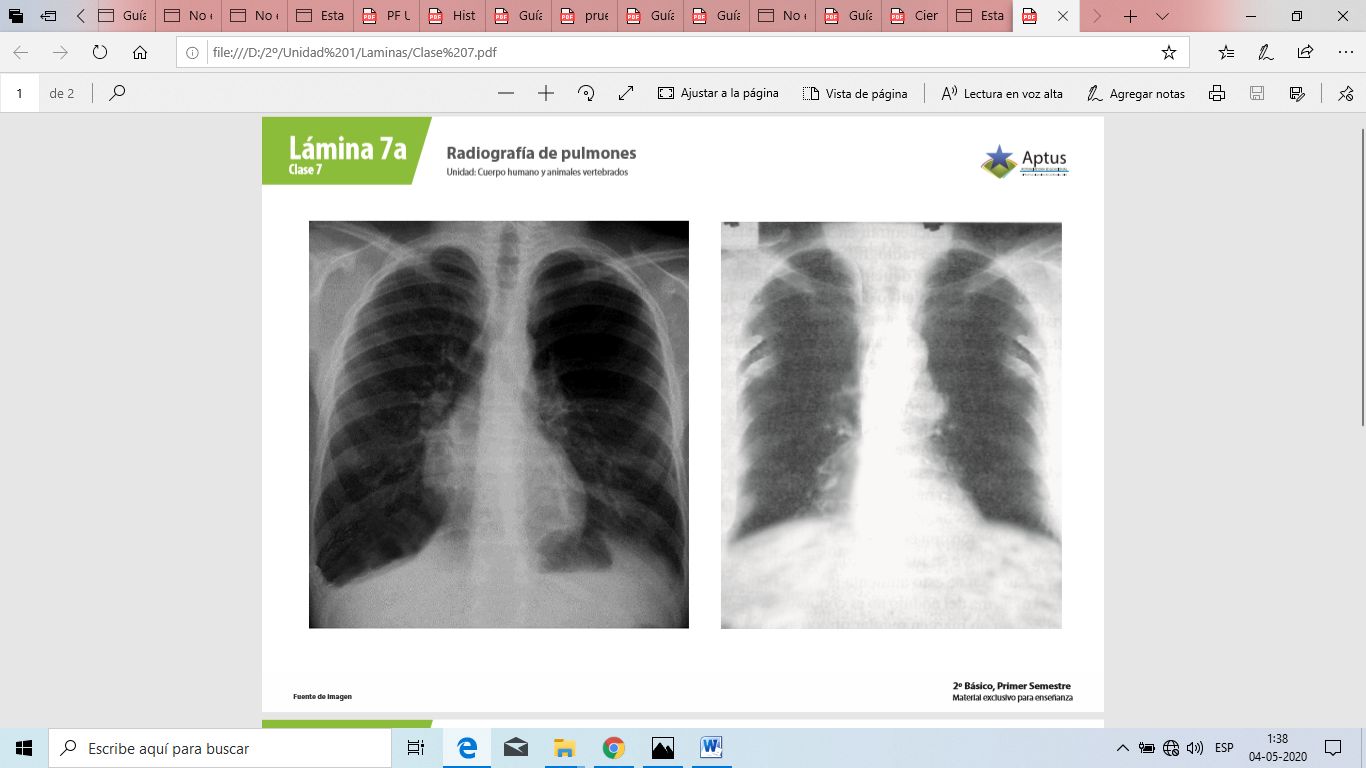 Guía
No
No
Esta
PF U
Hist
Guía
prue
Guía
Guía
No
Guía
Cier
Esta
file:///D:/2º/Unidad%201/Laminas/Clase%207.pdf
1 de 2
Ajustar a la página
Vista de página
Lectura en voz alta
Agregar notas
Lámina 7a
Clase 7
Radiografía de pulmones
Unidad: Cuerpo humano y animales vertebrados
Aptus
Fuente de Imagen
2º Básico, Primer Semestre
Material exclusivo para enseñanza
Escribe aquí para buscar
ESP
1:38
04-05-2020